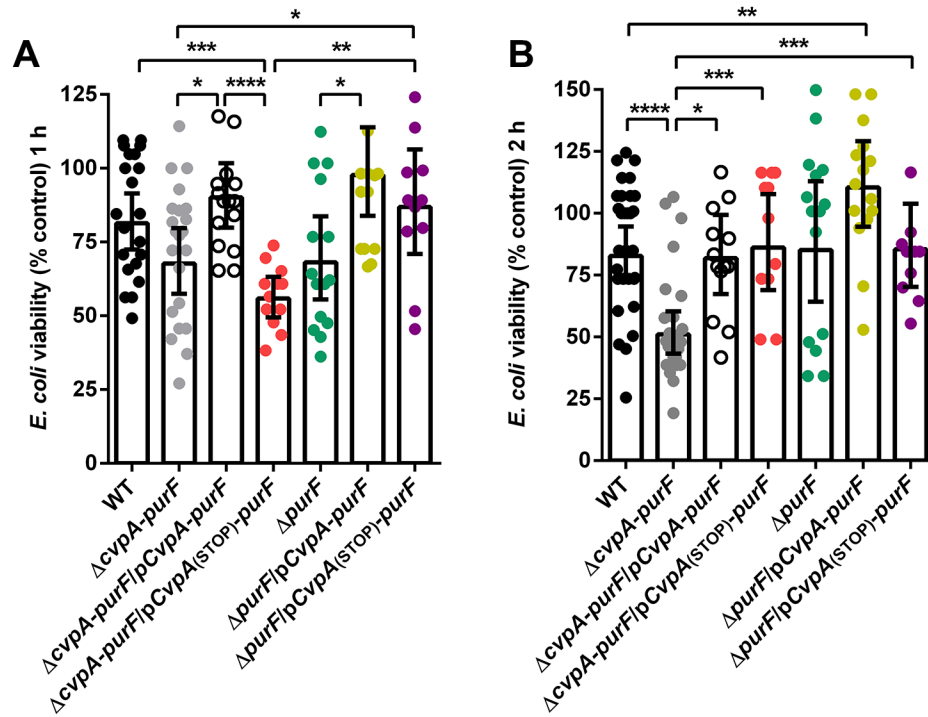 A
*
***
**
*
****
*
E. coli viability (% control) 1 h
125
100
75
50
25
0
WT
ΔcvpA-purF
ΔcvpA-purF/pCvpA-purF
ΔcvpA-purF/pCvpA(STOP)-purF
ΔpurF
ΔpurF/pCvpA-purF
ΔpurF/pCvpA(STOP)-purF
B
**
***
***
****
*
E. coli viability (% control) 2 h
150
125
100
75
50
25
0
WT
ΔcvpA-purF
ΔcvpA-purF/pCvpA-purF
ΔcvpA-purF/pCvpA(STOP)-purF
ΔpurF
ΔpurF/pCvpA-purF
ΔpurF/pCvpA(STOP)-purF